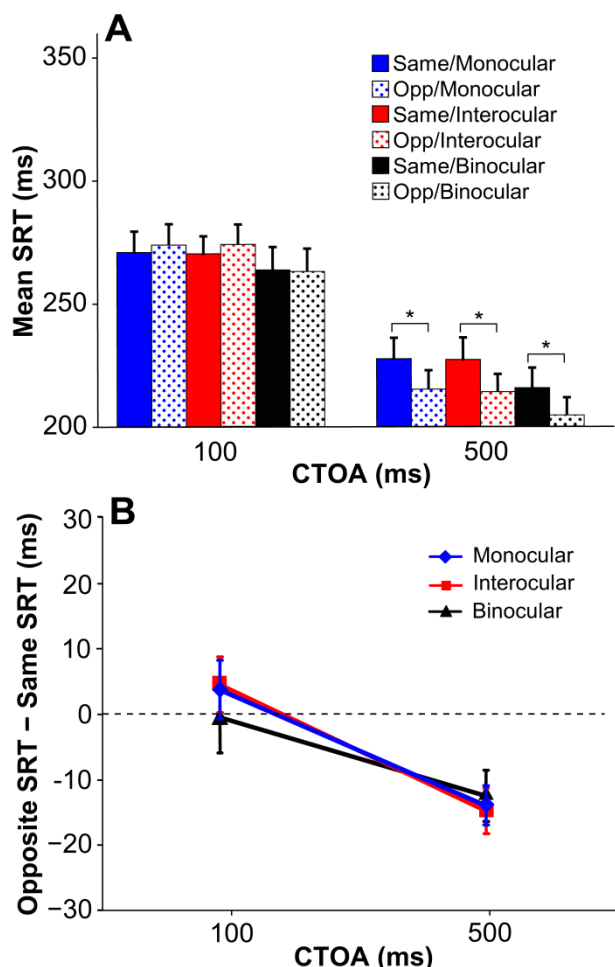 A
350
300
250
200
Mean SRT (ms)
Same/Monocular
Opp/Monocular
Same/Interocular
Opp/Interocular
Same/Binocular
Opp/Binocular
* * *
100 500
CTOA (ms)
B
30
20
10
0
−10
−20
−30
Opposite SRT − Same SRT (ms)
Monocular
Interocular
Binocular
100 500
CTOA (ms)